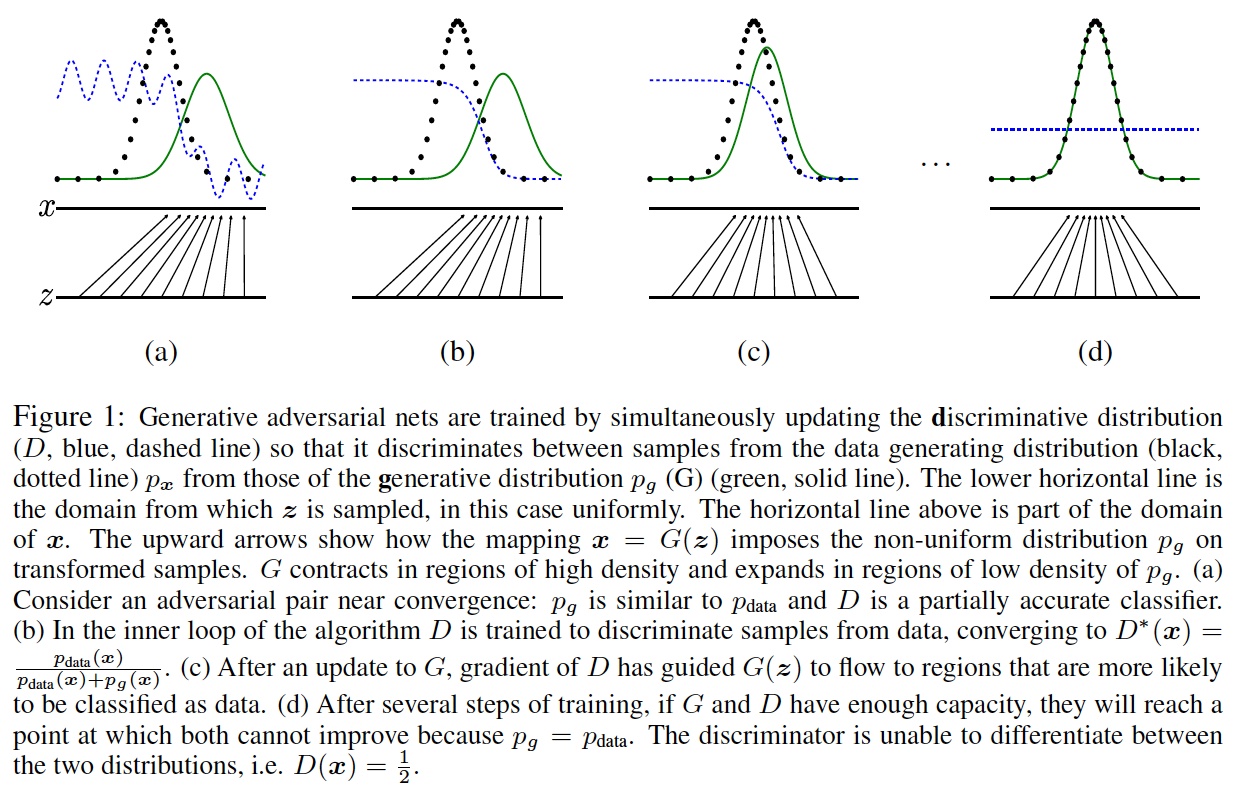 x
z
...
(a) (b) (c) (d)
Figure 1: Generative adversarial nets are trained by simultaneously updating the discriminative distribution
(D, blue, dashed line) so that it discriminates between samples from the data generating distribution (black,
dotted line) pₓ from those of the generative distribution p_g (G) (green, solid line). The lower horizontal line is
the domain from which z is sampled, in this case uniformly. The horizontal line above is part of the domain
of x. The upward arrows show how the mapping x = G(z) imposes the non-uniform distribution p_g on
transformed samples. G contracts in regions of high density and expands in regions of low density of p_g. (a)
Consider an adversarial pair near convergence: p_g is similar to p_data and D is a partially accurate classifier.
(b) In the inner loop of the algorithm D is trained to discriminate samples from data, converging to D*(x) =
p_data(x) / (p_data(x)+p_g(x)). (c) After an update to G, gradient of D has guided G(z) to flow to regions that are more likely
to be classified as data. (d) After several steps of training, if G and D have enough capacity, they will reach a
point at which both cannot improve because p_g = p_data. The discriminator is unable to differentiate between
the two distributions, i.e. D(x) = 1/2.